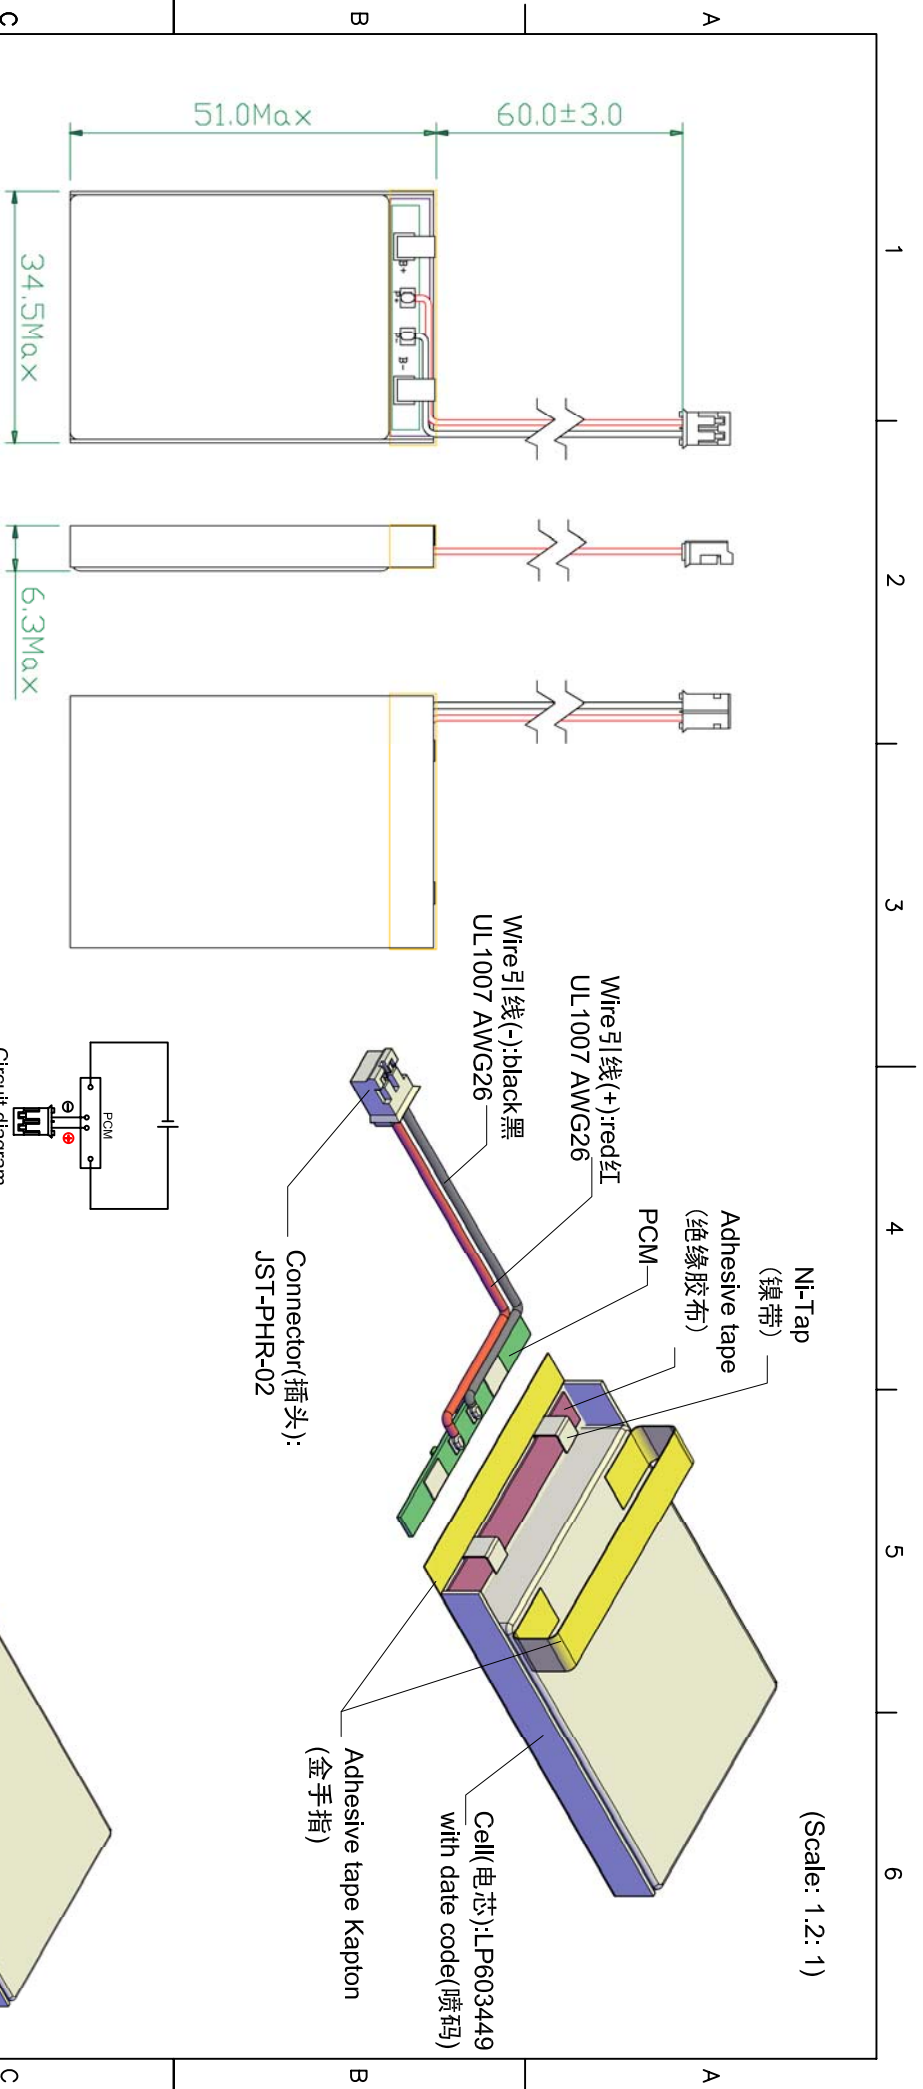 1
2
3
4
5
6
A
B
C
A
B
C
51.0Max
60.0±3.0
34.5Max
6.3Max
B+
P+
P-
B-
(Scale: 1.2: 1)
Ni-Tap
（镍带）
Adhesive tape
（绝缘胶布）
PCM
Wire引线(+):red红
UL1007 AWG26
Wire引线(-):black黑
UL1007 AWG26
Connector(插头):
JST-PHR-02
Cell(电芯):LP603449
with date code(喷码)
Adhesive tape Kapton
(金手指)
PCM
Circuit diagram